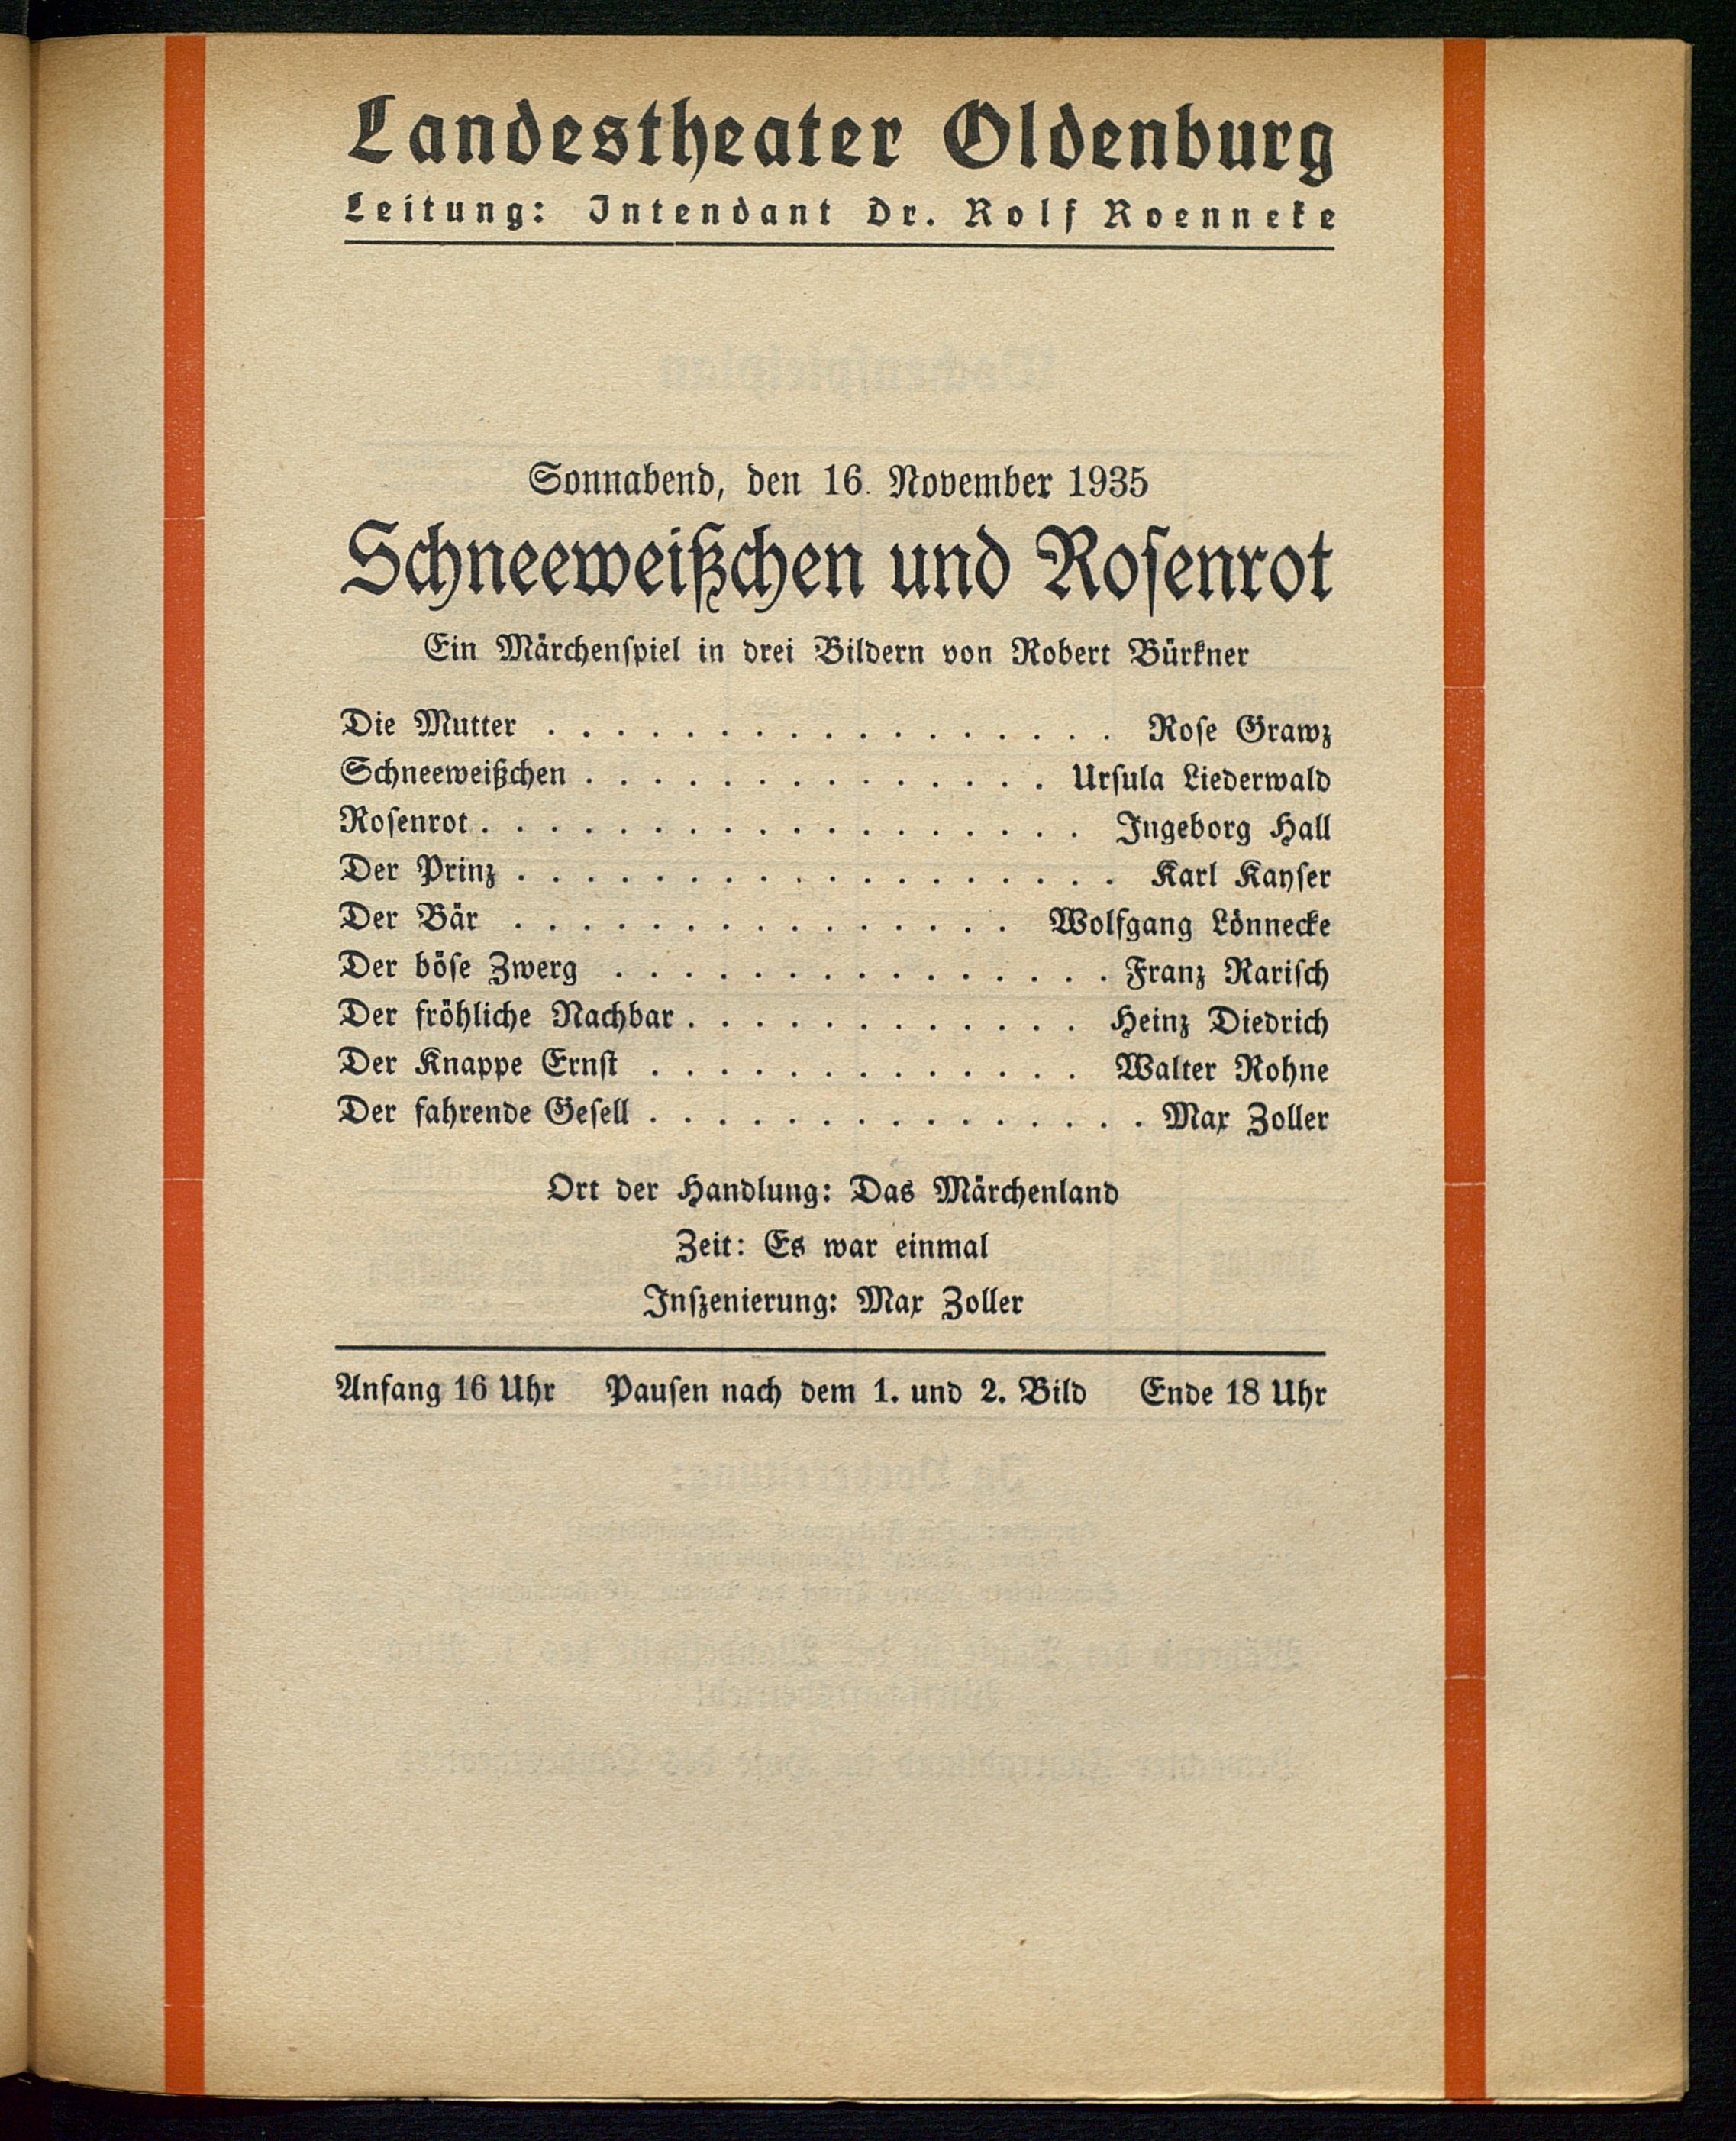 Landestheater Oldenburg
Leitung: Intendant Dr. Rolf Roenneke
Sonnabend, den 16. November 1935
Schneeweißchen und Rosenrot
Ein Märchenspiel in drei Bildern von Robert Bürkner
Die Mutter . . . . . . . . . . . . . . . . . Rose Grawz
Schneeweißchen . . . . . . . . . . . . . . Ursula Liederwald
Rosenrot . . . . . . . . . . . . . . . . . . Ingeborg Hall
Der Prinz . . . . . . . . . . . . . . . . . . Karl Kayser
Der Bär . . . . . . . . . . . . . . . Wolfgang Lönnecke
Der böse Zwerg . . . . . . . . . . . . . . . Franz Rarisch
Der fröhliche Nachbar . . . . . . . . . . . . Heinz Diedrich
Der Knappe Ernst . . . . . . . . . . . . . Walter Rohne
Der fahrende Gesell . . . . . . . . . . . . . . . Max Zoller
Ort der Handlung: Das Märchenland
Zeit: Es war einmal
Inszenierung: Max Zoller
Anfang 16 Uhr Pausen nach dem 1. und 2. Bild Ende 18 Uhr